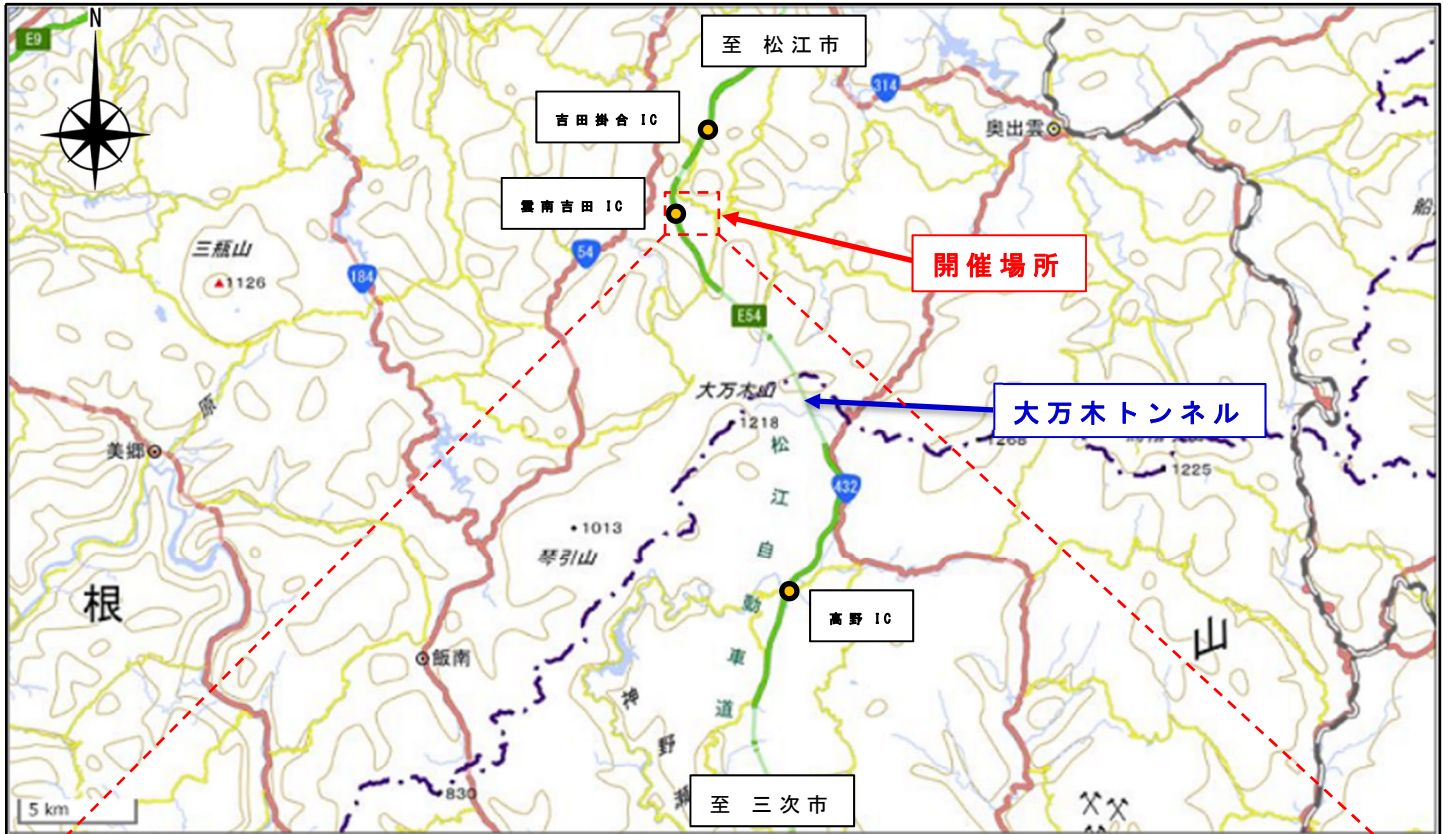 N
E9
至 松江市
314
吉田掛合 IC
奥出雲
雲南吉田 IC
船
三瓶山
1126
54
184
開催場所
E54
大万木山
大万木トンネル
1218
1268
1225
原
美郷
432
1013
琴引山
松江自動車道
根
高野 IC
山
飯南
神野瀬
830
5 km
至 三次市